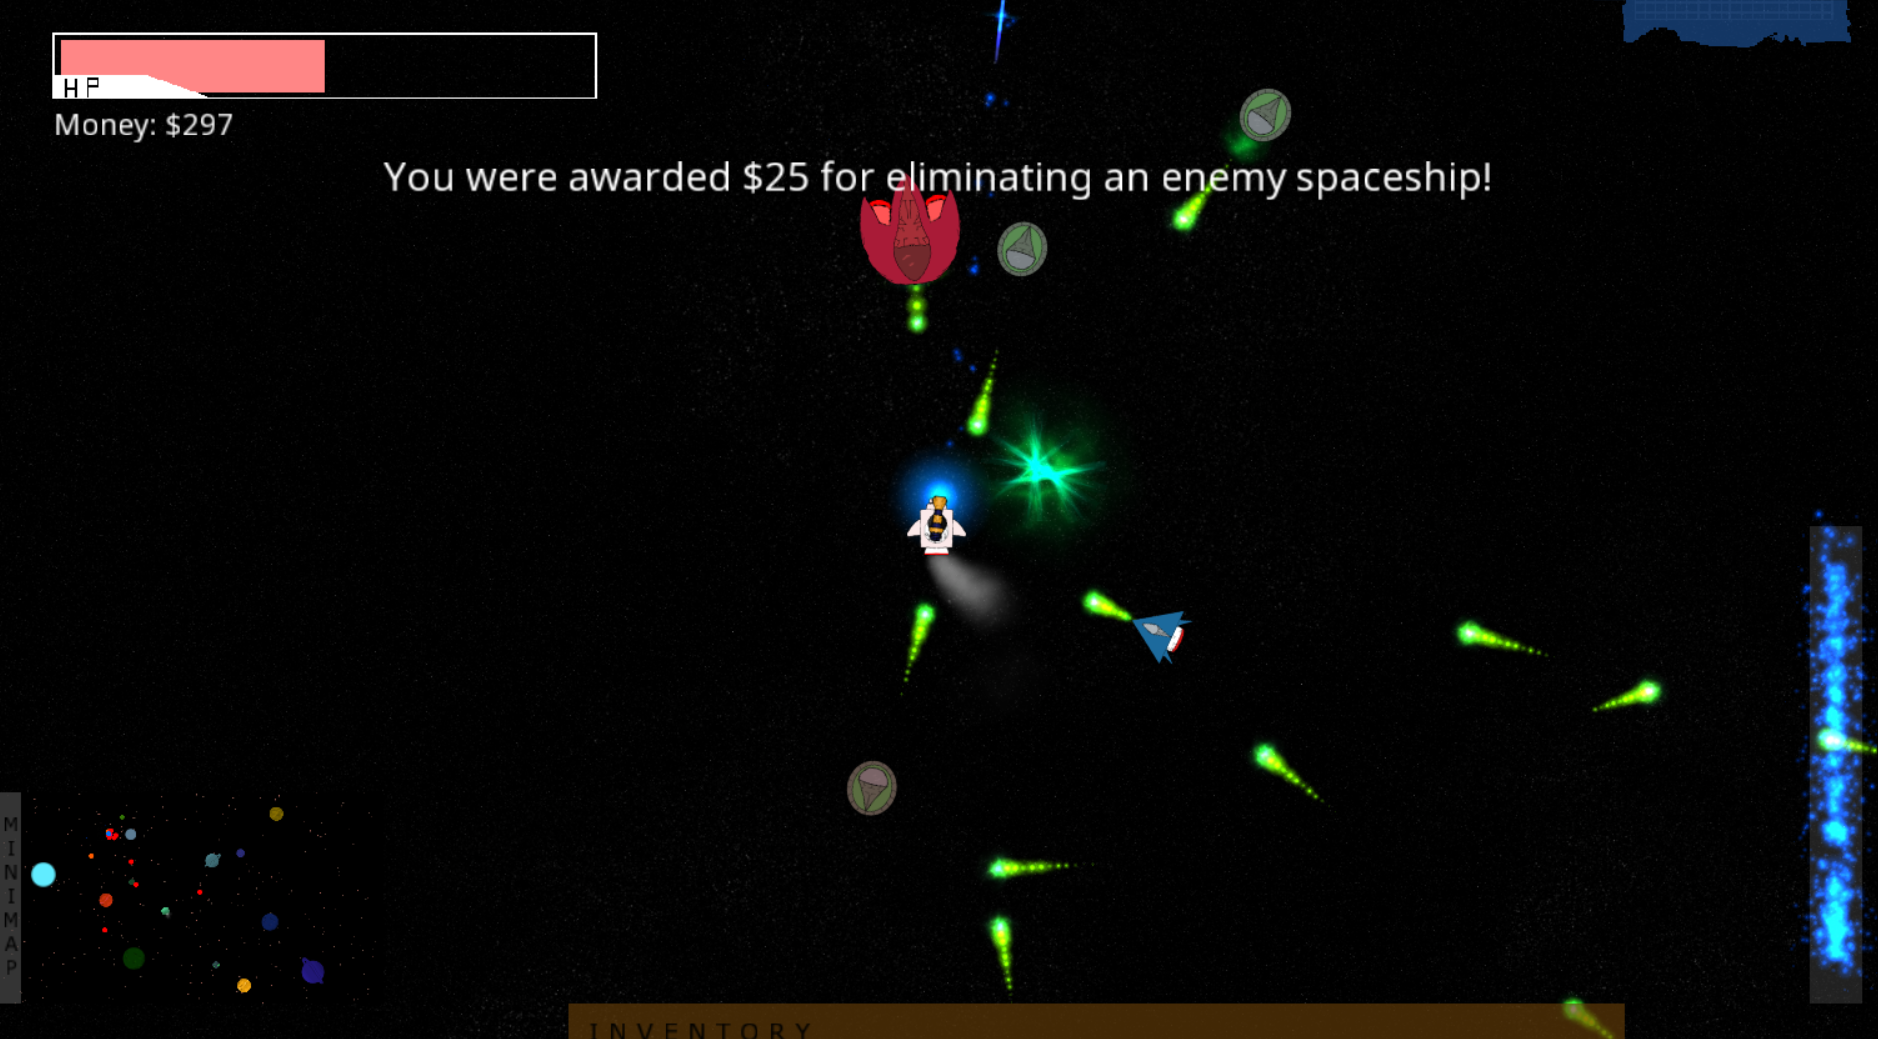 HP
Money: $297
You were awarded $25 for eliminating an enemy spaceship!
MINIMAP
INVENTORY